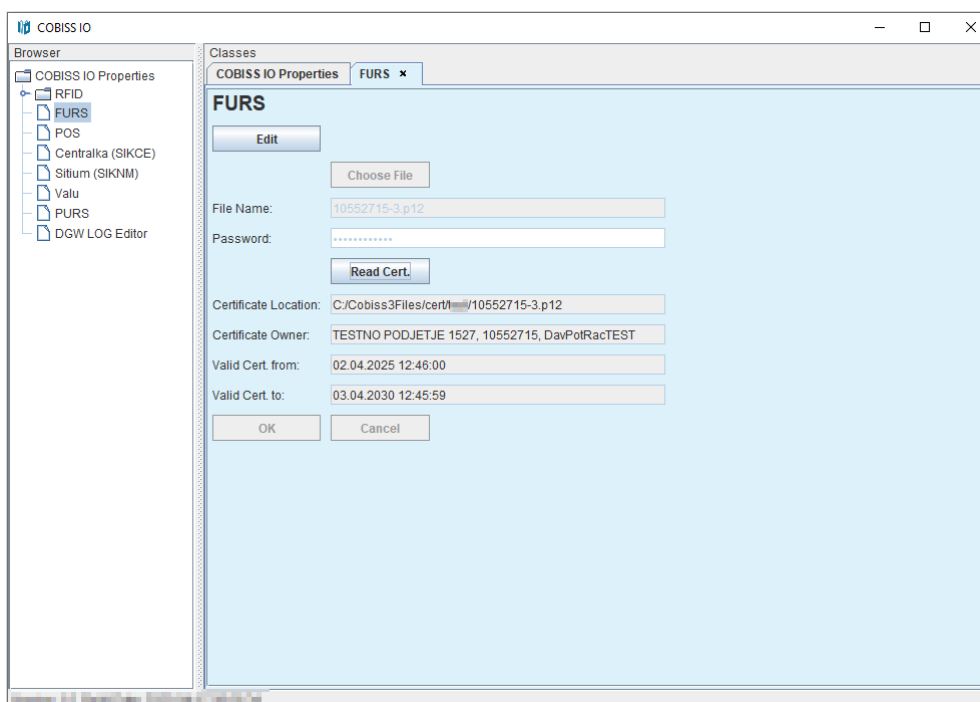 COBISS IO
Browser
COBISS IO Properties
RFID
FURS
POS
Centralka (SIKCE)
Sitium (SIKNM)
Valu
PURS
DGW LOG Editor
Classes
COBISS IO Properties FURS ×
FURS
Edit
Choose File
File Name: 10552715-3.p12
Password: ••••••••••••
Read Cert.
Certificate Location: C:/Cobiss3Files/cert/ /10552715-3.p12
Certificate Owner: TESTNO PODJETJE 1527, 10552715, DavPotRacTEST
Valid Cert. from: 02.04.2025 12:46:00
Valid Cert. to: 03.04.2030 12:45:59
OK Cancel